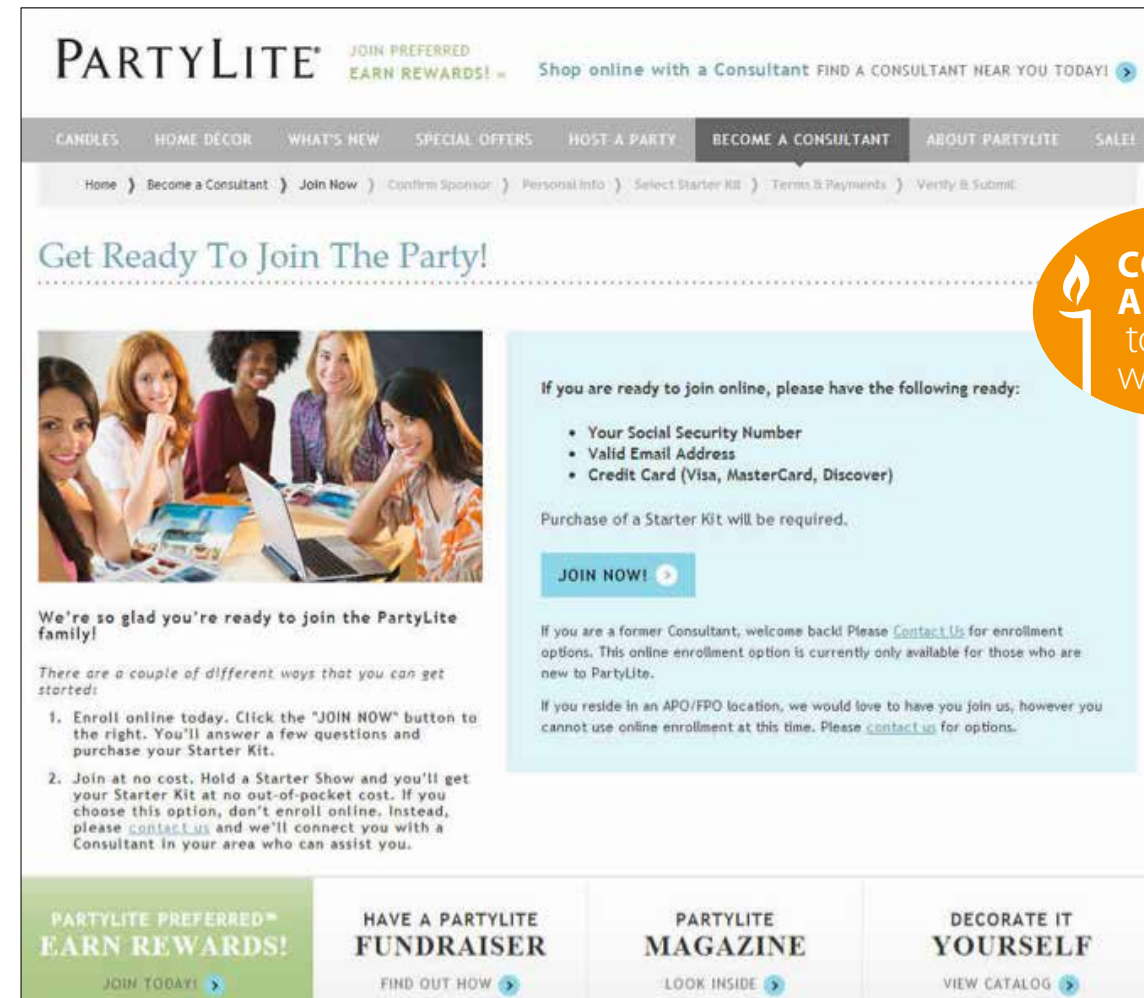 PARTYLITE®
JOIN PREFERRED
EARN REWARDS! »
Shop online with a Consultant FIND A CONSULTANT NEAR YOU TODAY!
CANDLES HOME DÉCOR WHAT'S NEW SPECIAL OFFERS HOST A PARTY BECOME A CONSULTANT ABOUT PARTYLITE SALE!
Home ) Become a Consultant ) Join Now ) Confirm Sponsor ) Personal Info ) Select Starter Kit ) Terms & Payments ) Verify & Submit
Get Ready To Join The Party!
We're so glad you're ready to join the PartyLite
family!
There are a couple of different ways that you can get
started:
1. Enroll online today. Click the "JOIN NOW" button to
the right. You'll answer a few questions and
purchase your Starter Kit.
2. Join at no cost. Hold a Starter Show and you'll get
your Starter Kit at no out-of-pocket cost. If you
choose this option, don't enroll online. Instead,
please contact us and we'll connect you with a
Consultant in your area who can assist you.
If you are ready to join online, please have the following ready:
• Your Social Security Number
• Valid Email Address
• Credit Card (Visa, MasterCard, Discover)
Purchase of a Starter Kit will be required.
JOIN NOW!
If you are a former Consultant, welcome back! Please Contact Us for enrollment
options. This online enrollment option is currently only available for those who are
new to PartyLite.
If you reside in an APO/FPO location, we would love to have you join us, however you
cannot use online enrollment at this time. Please contact us for options.
PARTYLITE PREFERRED™
EARN REWARDS!
JOIN TODAY!
HAVE A PARTYLITE
FUNDRAISER
FIND OUT HOW
PARTYLITE
MAGAZINE
LOOK INSIDE
DECORATE IT
YOURSELF
VIEW CATALOG